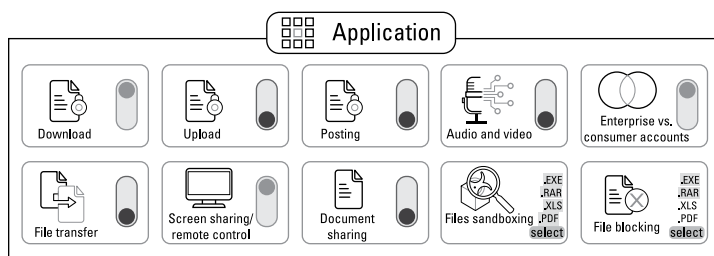 Application
Download
Upload
Posting
Audio and video
Enterprise vs.
consumer accounts
File transfer
Screen sharing/
remote control
Document
sharing
Files sandboxing
.EXE
.RAR
.XLS
.PDF
select
File blocking
.EXE
.RAR
.XLS
.PDF
select